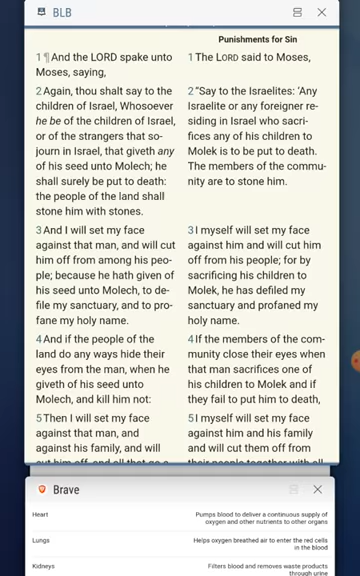 BLB
Punishments for Sin
1 ¶ And the LORD spake unto
Moses, saying,
2 Again, thou shalt say to the
children of Israel, Whosoever
he be of the children of Israel,
or of the strangers that so-
journ in Israel, that giveth any
of his seed unto Molech; he
shall surely be put to death:
the people of the land shall
stone him with stones.
3 And I will set my face
against that man, and will cut
him off from among his peo-
ple; because he hath given of
his seed unto Molech, to de-
file my sanctuary, and to pro-
fane my holy name.
4 And if the people of the
land do any ways hide their
eyes from the man, when he
giveth of his seed unto
Molech, and kill him not:
5 Then I will set my face
against that man, and
against his family, and will
cut him off, and all that go a
1 The LORD said to Moses,
2 "Say to the Israelites: ‘Any
Israelite or any foreigner re-
siding in Israel who sacri-
fices any of his children to
Molek is to be put to death.
The members of the commu-
nity are to stone him.
3 I myself will set my face
against him and will cut him
off from his people; for by
sacrificing his children to
Molek, he has defiled my
sanctuary and profaned my
holy name.
4 If the members of the com-
munity close their eyes when
that man sacrifices one of
his children to Molek and if
they fail to put him to death,
5 I myself will set my face
against him and his family
and will cut them off from
their people together with all
Brave
Heart
Pumps blood to deliver a continuous supply of
oxygen and other nutrients to other organs
Lungs
Helps oxygen breathed air to enter the red cells
in the blood
Kidneys
Filters blood and removes waste products
through urine